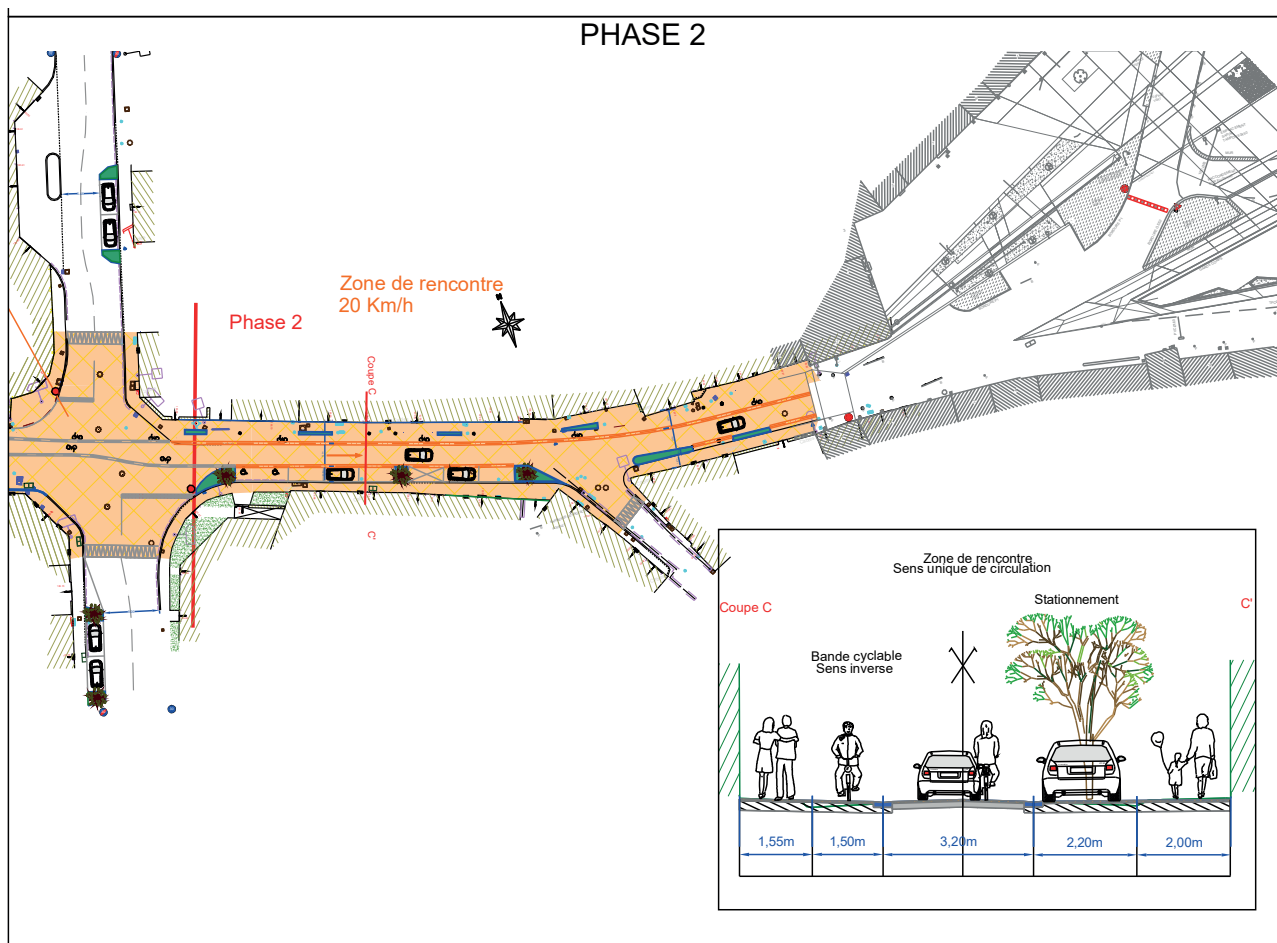 PHASE 2
Zone de rencontre
20 Km/h
Phase 2
Coupe C
C'
Zone de rencontre
Sens unique de circulation
Coupe C
C'
Stationnement
Bande cyclable
Sens inverse
1,55m
1,50m
3,20m
2,20m
2,00m